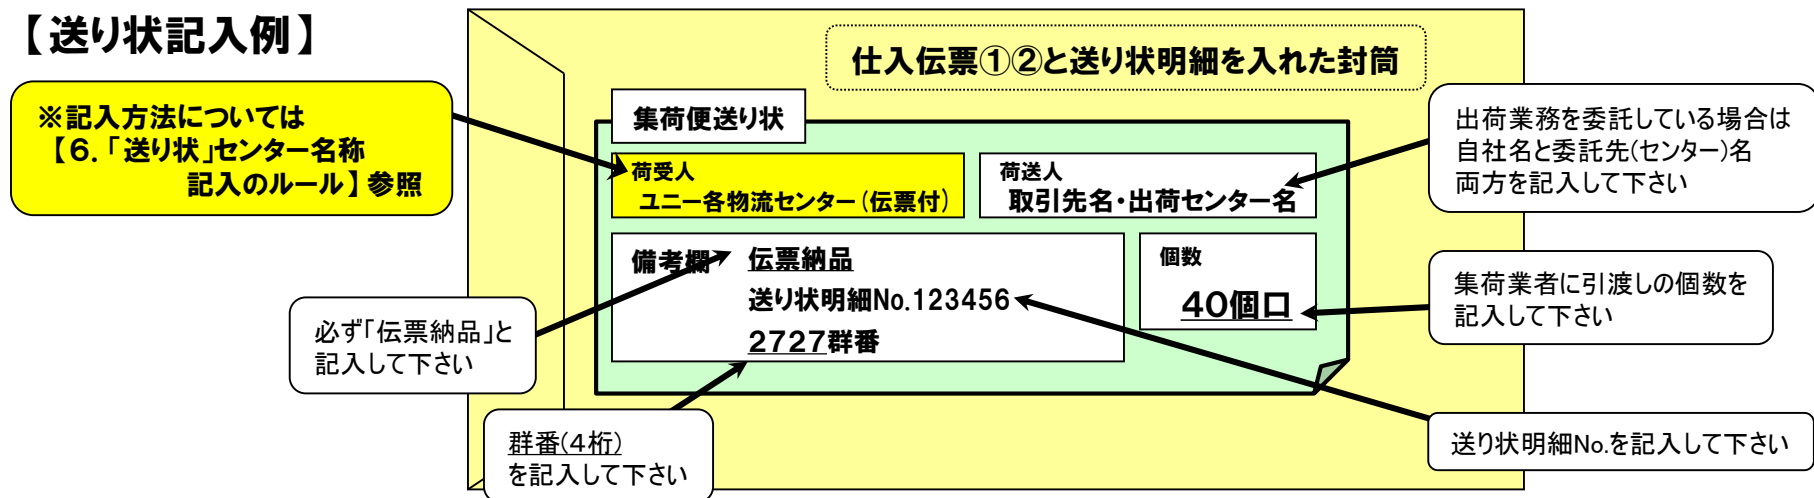 【送り状記入例】
仕入伝票①②と送り状明細を入れた封筒
※記入方法については
【６．「送り状」センター名称
記入のルール】参照
集荷便送り状
荷受人
ユニー各物流センター（伝票付）
荷送人
取引先名・出荷センター名
出荷業務を委託している場合は
自社名と委託先(センター)名
両方を記入して下さい
備考欄
伝票納品
送り状明細No.123456
２７２７群番
個数
４０個口
集荷業者に引渡しの個数を
記入して下さい
必ず「伝票納品」と
記入して下さい
群番(4桁)
を記入して下さい
送り状明細No.を記入して下さい